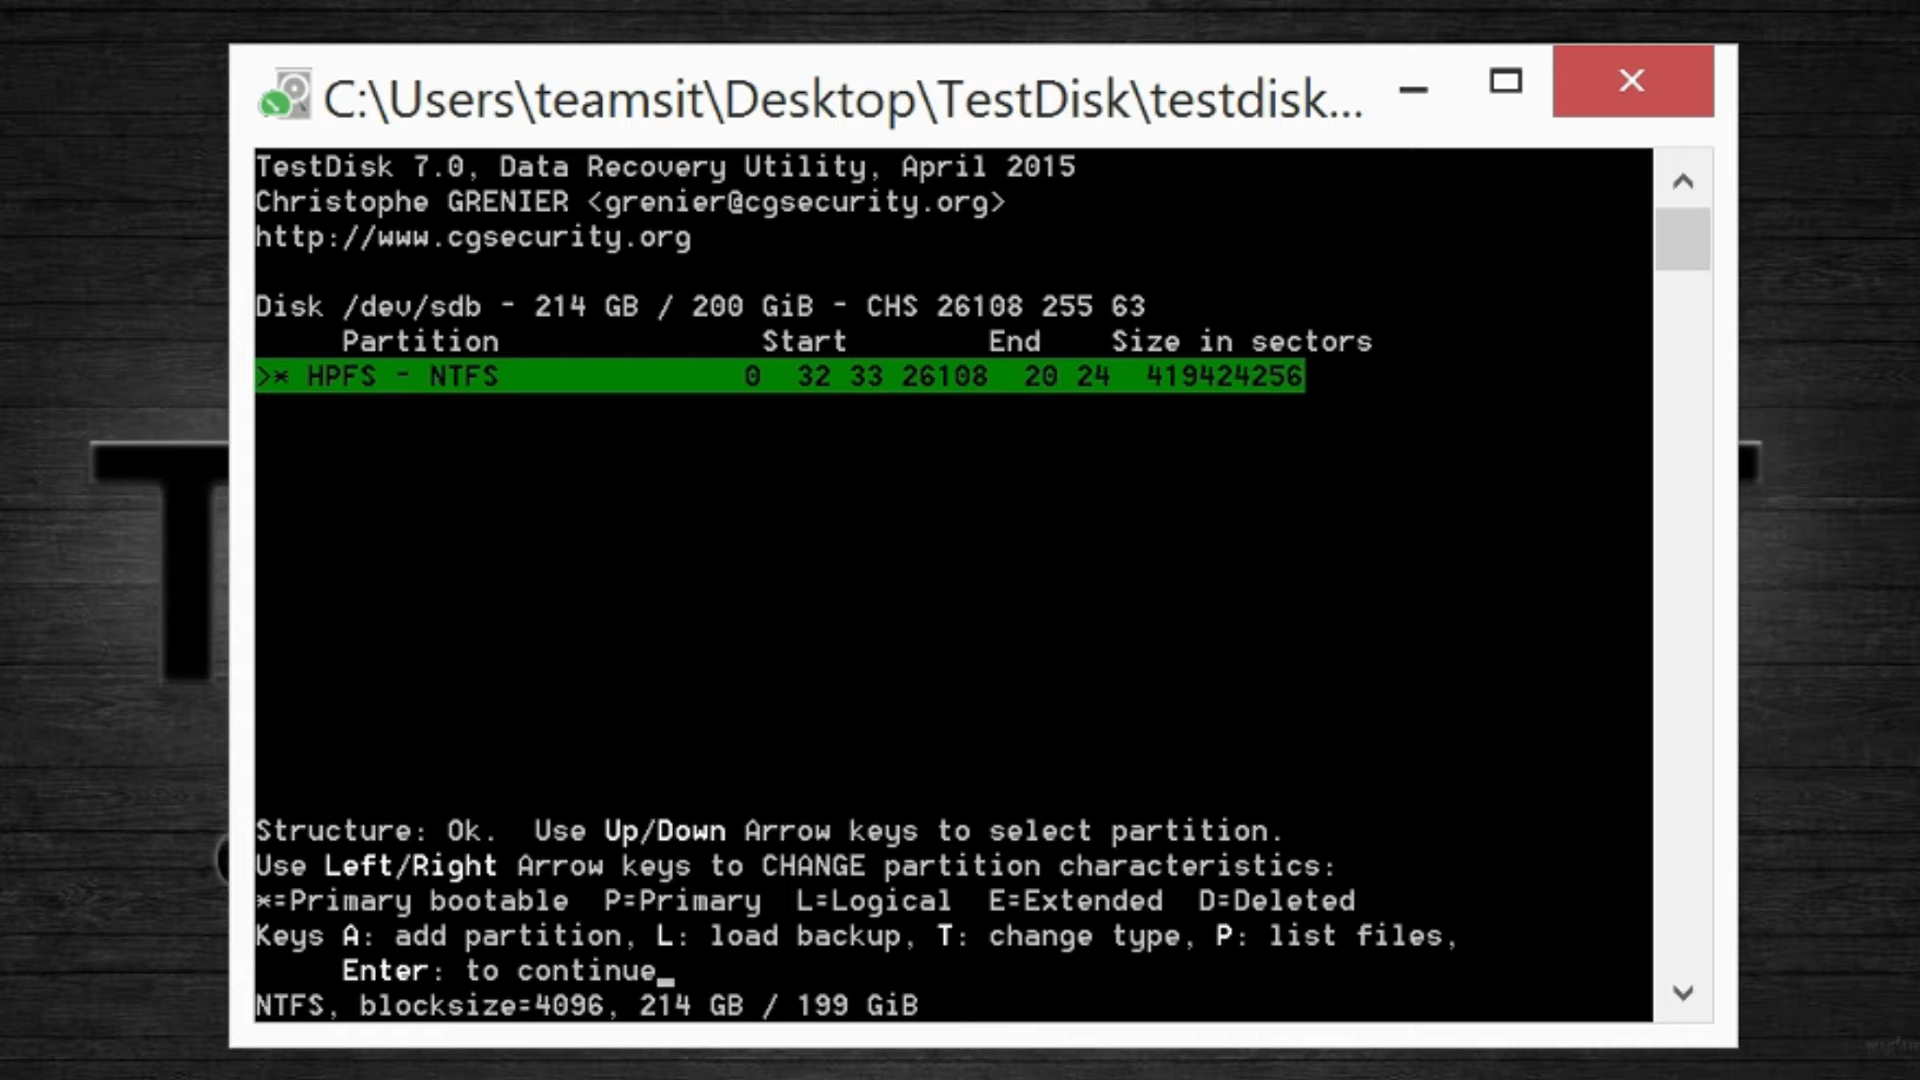 C:\Users\teamsit\Desktop\TestDisk\testdisk...
TestDisk 7.0, Data Recovery Utility, April 2015
Christophe GRENIER <grenier@cgsecurity.org>
http://www.cgsecurity.org
Disk /dev/sdb - 214 GB / 200 GiB - CHS 26108 255 63
Partition Start End Size in sectors
>* HPFS - NTFS 0 32 33 26108 20 24 419424256
Structure: Ok. Use Up/Down Arrow keys to select partition.
Use Left/Right Arrow keys to CHANGE partition characteristics:
*=Primary bootable P=Primary L=Logical E=Extended D=Deleted
Keys A: add partition, L: load backup, T: change type, P: list files,
Enter: to continue_
NTFS, blocksize=4096, 214 GB / 199 GiB